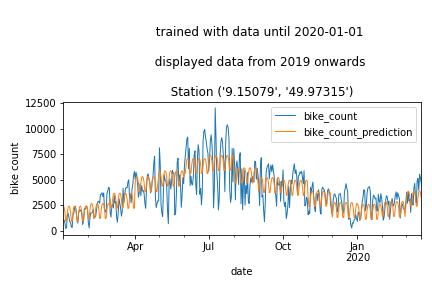 trained with data until 2020-01-01
displayed data from 2019 onwards
Station ('9.15079', '49.97315')
12500
10000
7500
5000
2500
0
bike count
bike_count
bike_count_prediction
Apr
Jul
Oct
Jan
2020
date